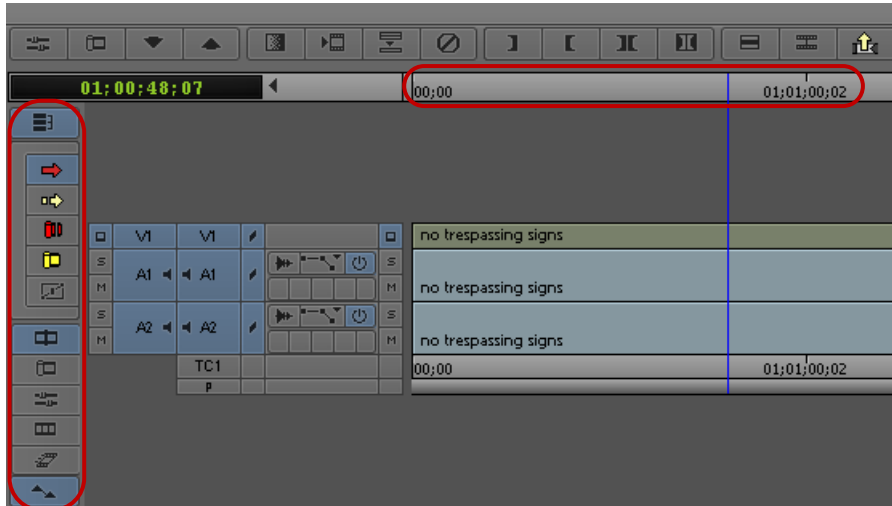 01;00;48;07 00;00 01;01;00;02
V1 V1 no trespassing signs
S A1 A1 S
M M no trespassing signs
S A2 A2 S
M M no trespassing signs
TC1 00;00 01;01;00;02
P